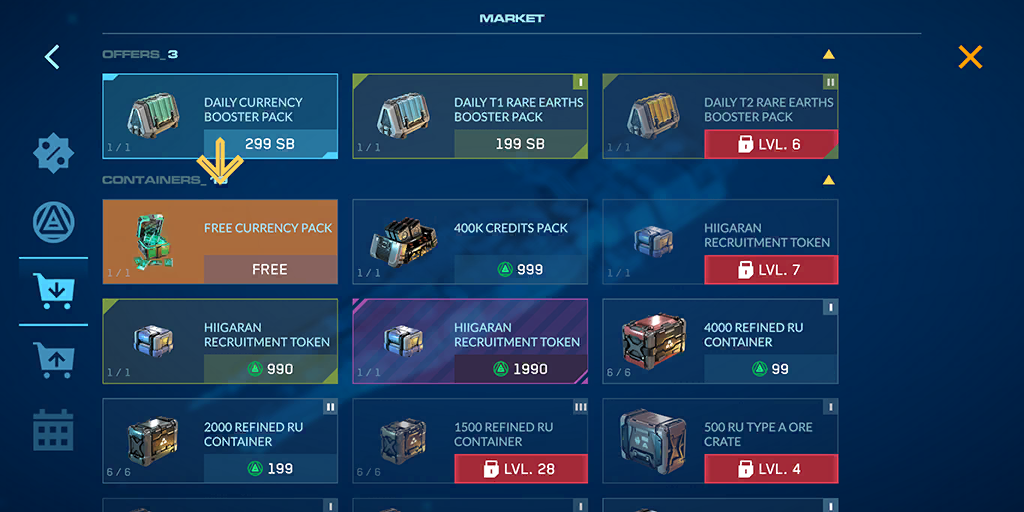 MARKET
OFFERS_ 3
DAILY CURRENCY
BOOSTER PACK
1 / 1
299 SB
I
DAILY T1 RARE EARTHS
BOOSTER PACK
1 / 1
199 SB
II
DAILY T2 RARE EARTHS
BOOSTER PACK
1 / 1
LVL. 6
CONTAINERS_
FREE CURRENCY PACK
1 / 1
FREE
400K CREDITS PACK
1 / 1
999
HIIGARAN
RECRUITMENT TOKEN
1 / 1
LVL. 7
HIIGARAN
RECRUITMENT TOKEN
1 / 1
990
HIIGARAN
RECRUITMENT TOKEN
1 / 1
1990
I
4000 REFINED RU
CONTAINER
6 / 6
99
II
2000 REFINED RU
CONTAINER
6 / 6
199
III
1500 REFINED RU
CONTAINER
6 / 6
LVL. 28
I
500 RU TYPE A ORE
CRATE
LVL. 4
I
I
I